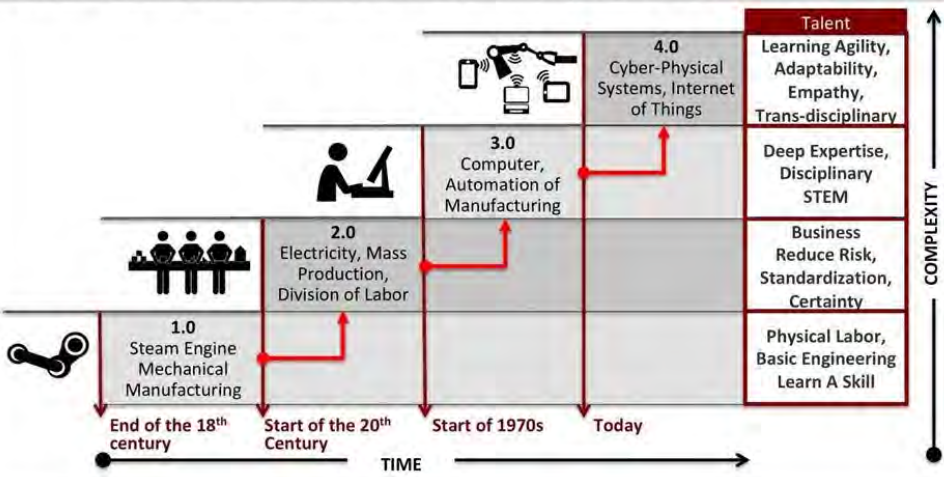 Talent
4.0
Cyber-Physical
Systems, Internet
of Things
Learning Agility,
Adaptability,
Empathy,
Trans-disciplinary
3.0
Computer,
Automation of
Manufacturing
Deep Expertise,
Disciplinary
STEM
2.0
Electricity, Mass
Production,
Division of Labor
Business
Reduce Risk,
Standardization,
Certainty
1.0
Steam Engine
Mechanical
Manufacturing
Physical Labor,
Basic Engineering
Learn A Skill
End of the 18th
century
Start of the 20th
Century
Start of 1970s
Today
TIME
COMPLEXITY